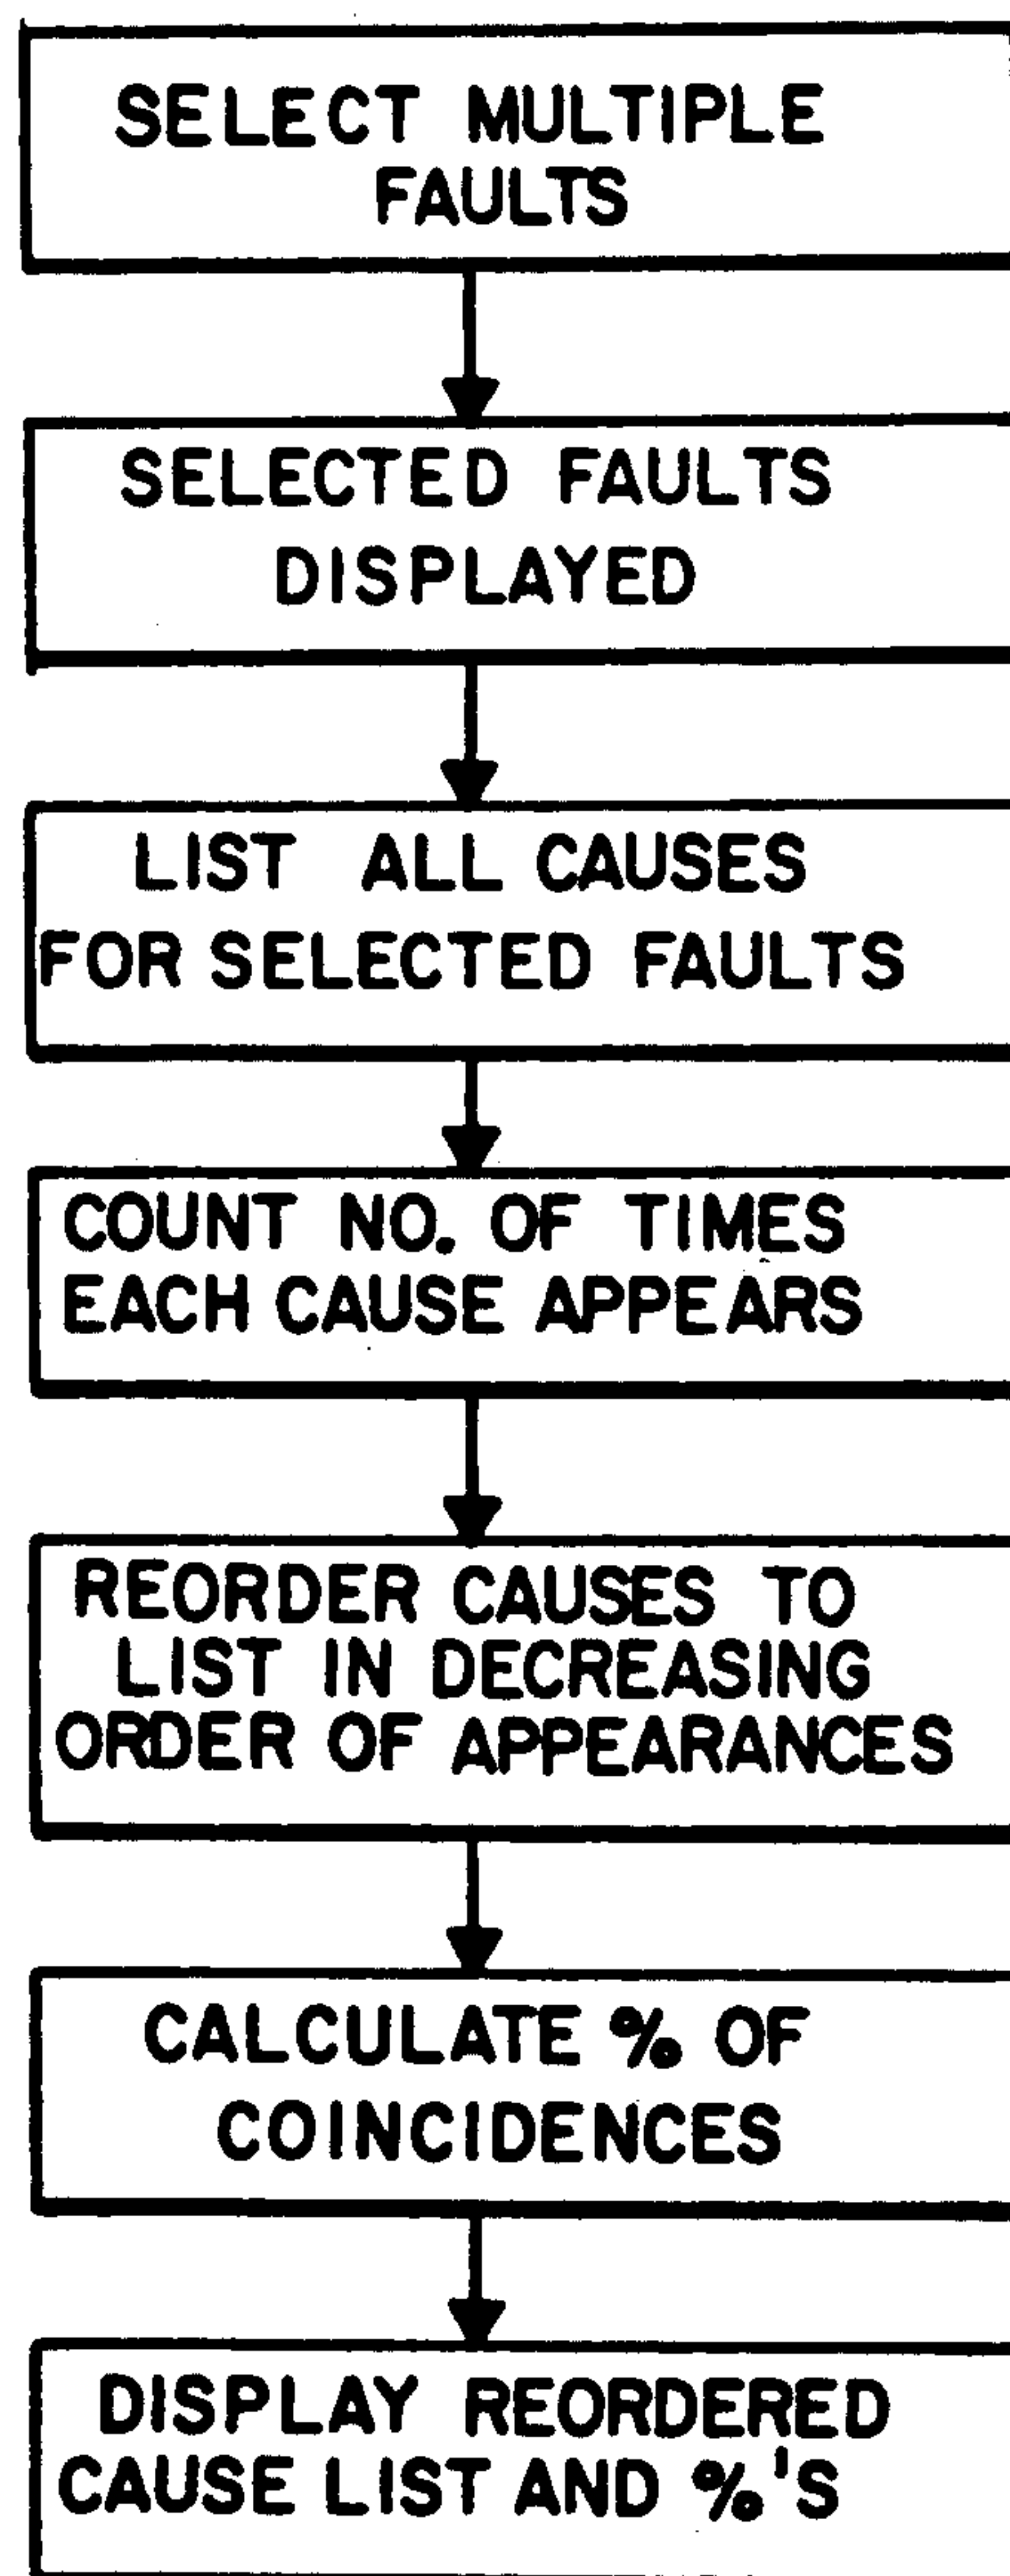 SELECT MULTIPLE
FAULTS
SELECTED FAULTS
DISPLAYED
LIST ALL CAUSES
FOR SELECTED FAULTS
COUNT NO. OF TIMES
EACH CAUSE APPEARS
REORDER CAUSES TO
LIST IN DECREASING
ORDER OF APPEARANCES
CALCULATE % OF
COINCIDENCES
DISPLAY REORDERED
CAUSE LIST AND %'S